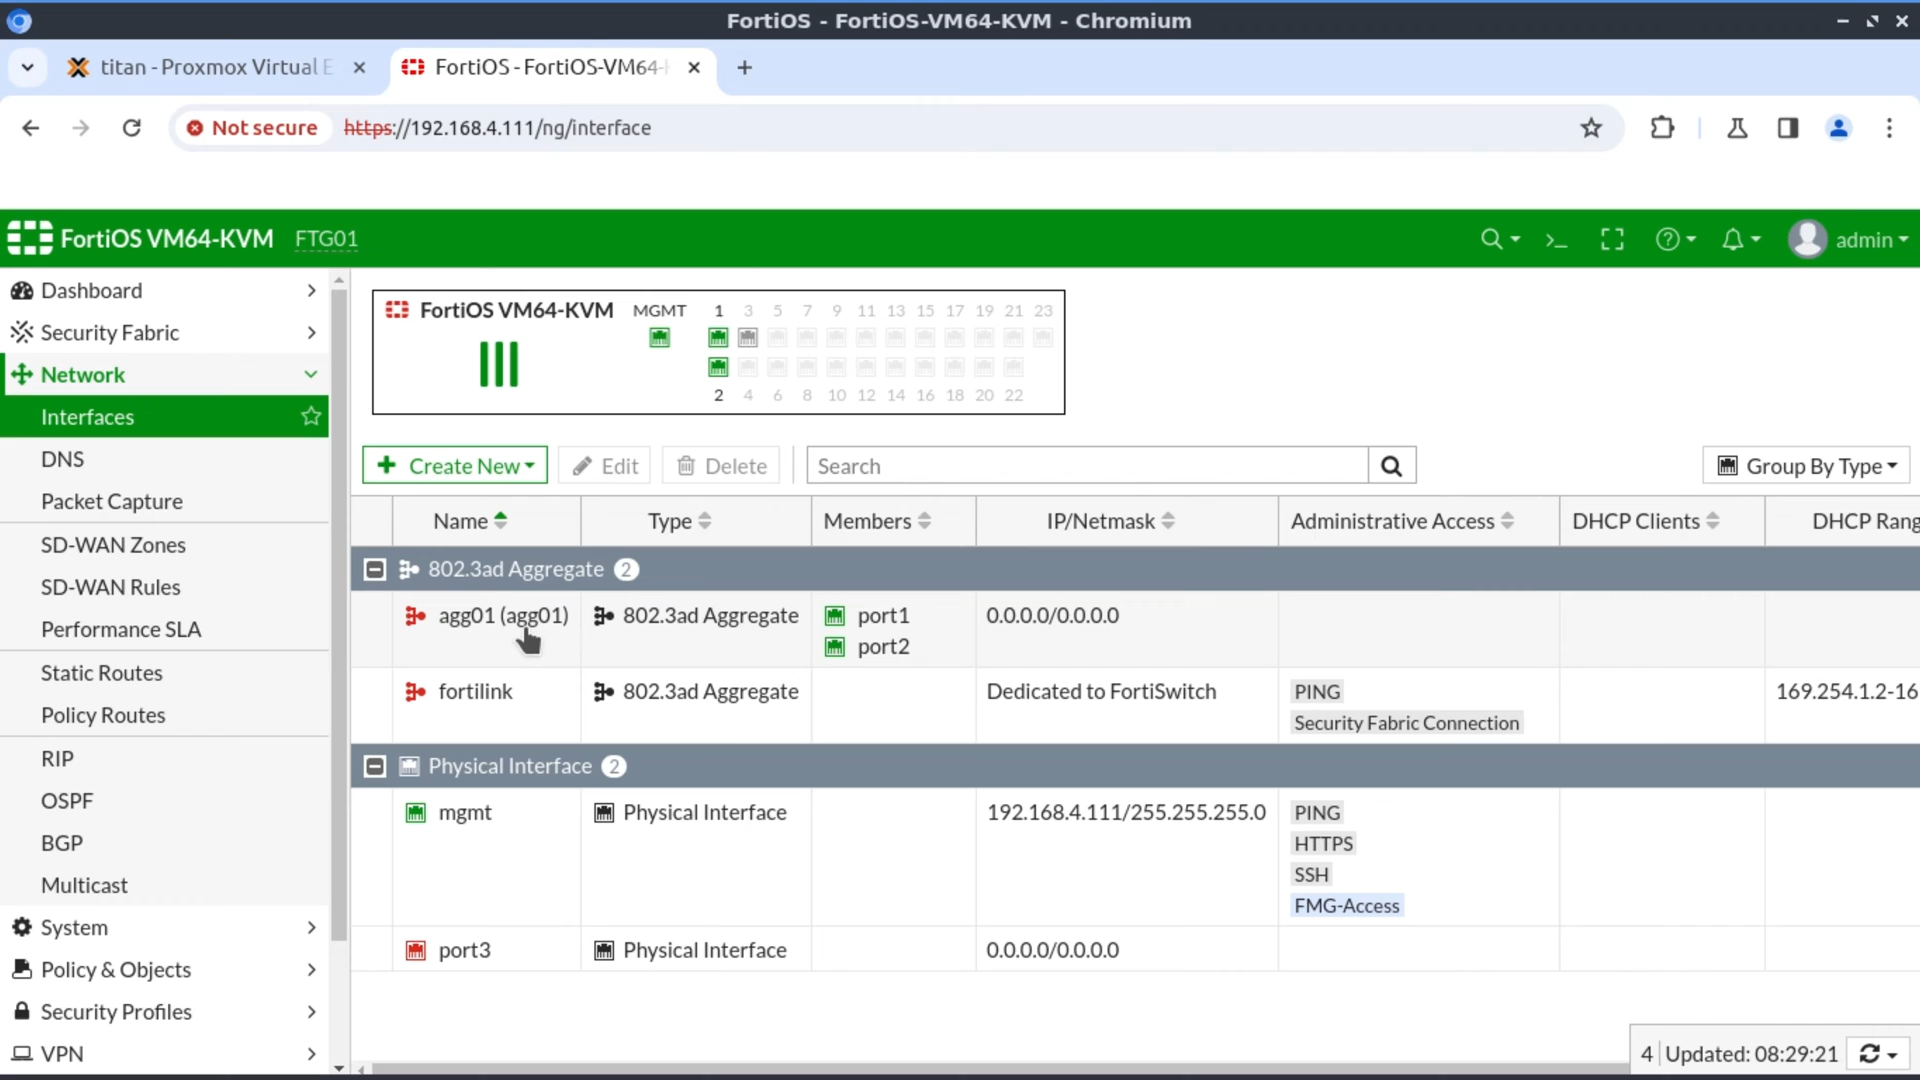 FortiOS - FortiOS-VM64-KVM - Chromium
titan - Proxmox Virtual E
FortiOS - FortiOS-VM64-
Not secure https://192.168.4.111/ng/interface
FortiOS VM64-KVM FTG01 admin
Dashboard
Security Fabric
Network
Interfaces
DNS
Packet Capture
SD-WAN Zones
SD-WAN Rules
Performance SLA
Static Routes
Policy Routes
RIP
OSPF
BGP
Multicast
System
Policy & Objects
Security Profiles
VPN
FortiOS VM64-KVM MGMT 1 3 5 7 9 11 13 15 17 19 21 23
2 4 6 8 10 12 14 16 18 20 22
Create New Edit Delete Search Group By Type
Name Type Members IP/Netmask Administrative Access DHCP Clients DHCP Rang
802.3ad Aggregate 2
agg01 (agg01) 802.3ad Aggregate port1 0.0.0.0/0.0.0.0
port2
fortilink 802.3ad Aggregate Dedicated to FortiSwitch PING 169.254.1.2-16
Security Fabric Connection
Physical Interface 2
mgmt Physical Interface 192.168.4.111/255.255.255.0 PING
HTTPS
SSH
FMG-Access
port3 Physical Interface 0.0.0.0/0.0.0.0
4 Updated: 08:29:21